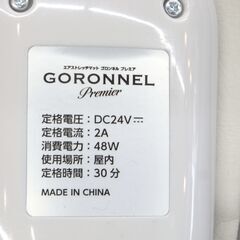 エアストレッチマット ゴロンネル プレミア
GORONNEL
Premier
定格電圧：DC24V⎓
定格電流：2A
消費電力：48W
使用場所：屋内
定格時間：30分
MADE IN CHINA